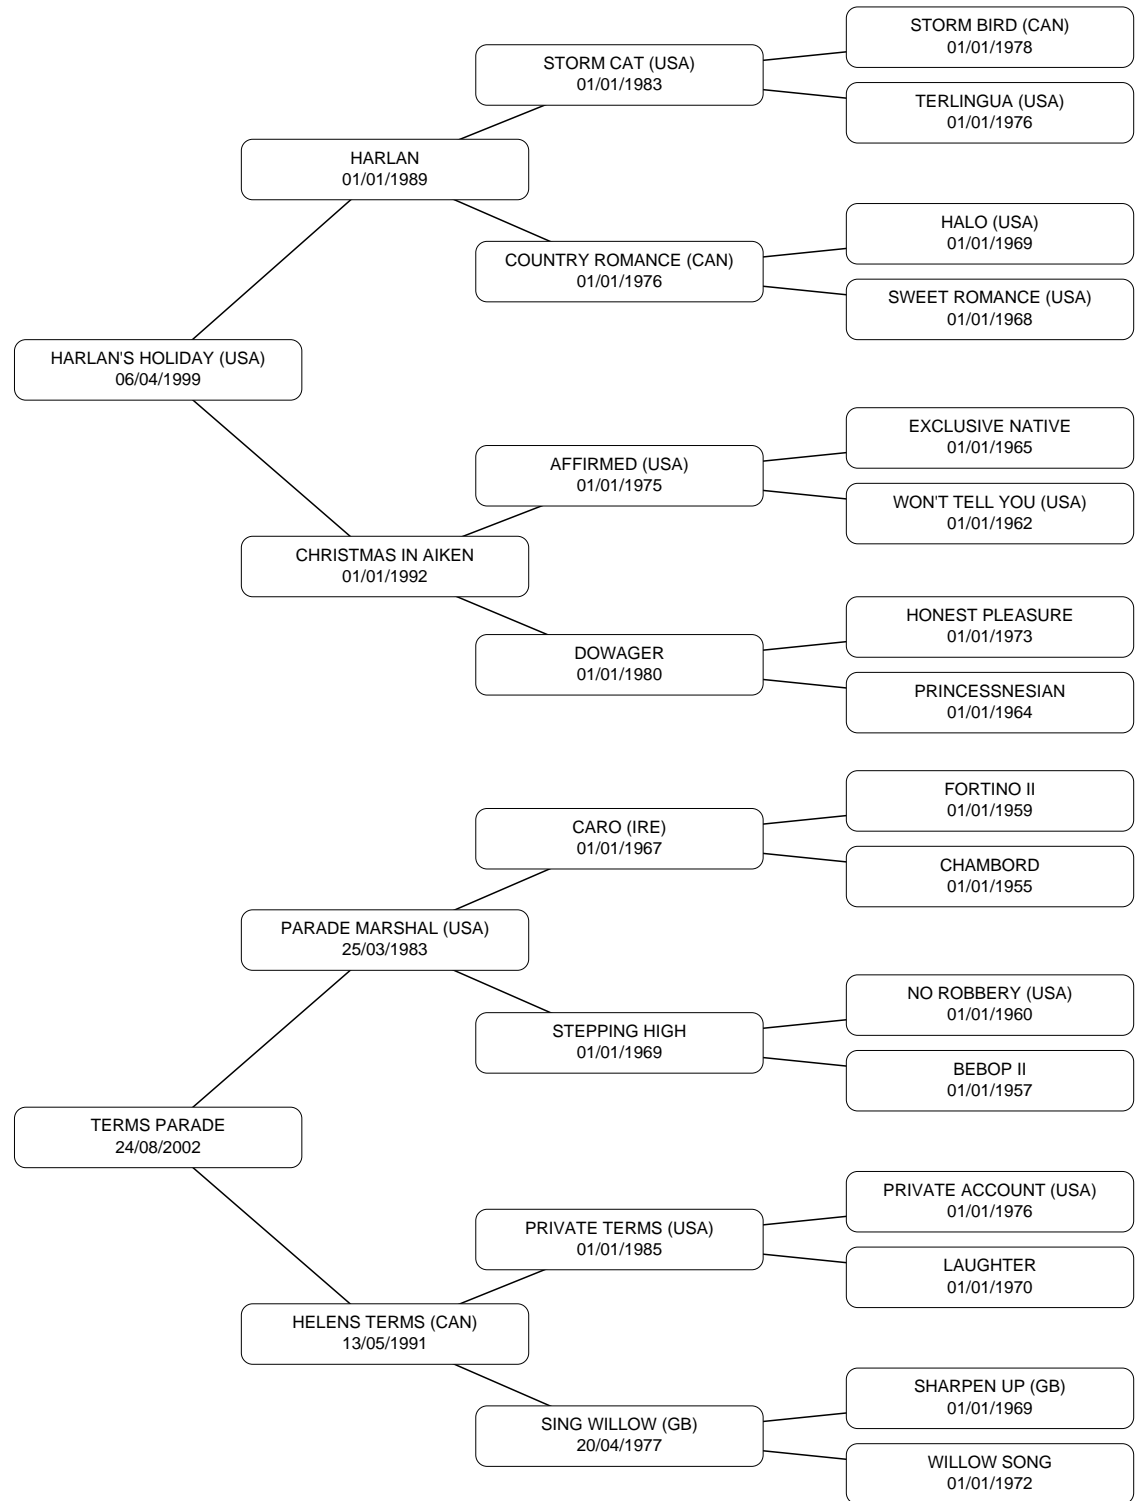 STORM BIRD (CAN)
01/01/1978
STORM CAT (USA)
01/01/1983
TERLINGUA (USA)
01/01/1976
HARLAN
01/01/1989
HALO (USA)
01/01/1969
COUNTRY ROMANCE (CAN)
01/01/1976
SWEET ROMANCE (USA)
01/01/1968
HARLAN'S HOLIDAY (USA)
06/04/1999
EXCLUSIVE NATIVE
01/01/1965
AFFIRMED (USA)
01/01/1975
WON'T TELL YOU (USA)
01/01/1962
CHRISTMAS IN AIKEN
01/01/1992
HONEST PLEASURE
01/01/1973
DOWAGER
01/01/1980
PRINCESSNESIAN
01/01/1964
FORTINO II
01/01/1959
CARO (IRE)
01/01/1967
CHAMBORD
01/01/1955
PARADE MARSHAL (USA)
25/03/1983
NO ROBBERY (USA)
01/01/1960
STEPPING HIGH
01/01/1969
BEBOP II
01/01/1957
TERMS PARADE
24/08/2002
PRIVATE ACCOUNT (USA)
01/01/1976
PRIVATE TERMS (USA)
01/01/1985
LAUGHTER
01/01/1970
HELENS TERMS (CAN)
13/05/1991
SHARPEN UP (GB)
01/01/1969
SING WILLOW (GB)
20/04/1977
WILLOW SONG
01/01/1972